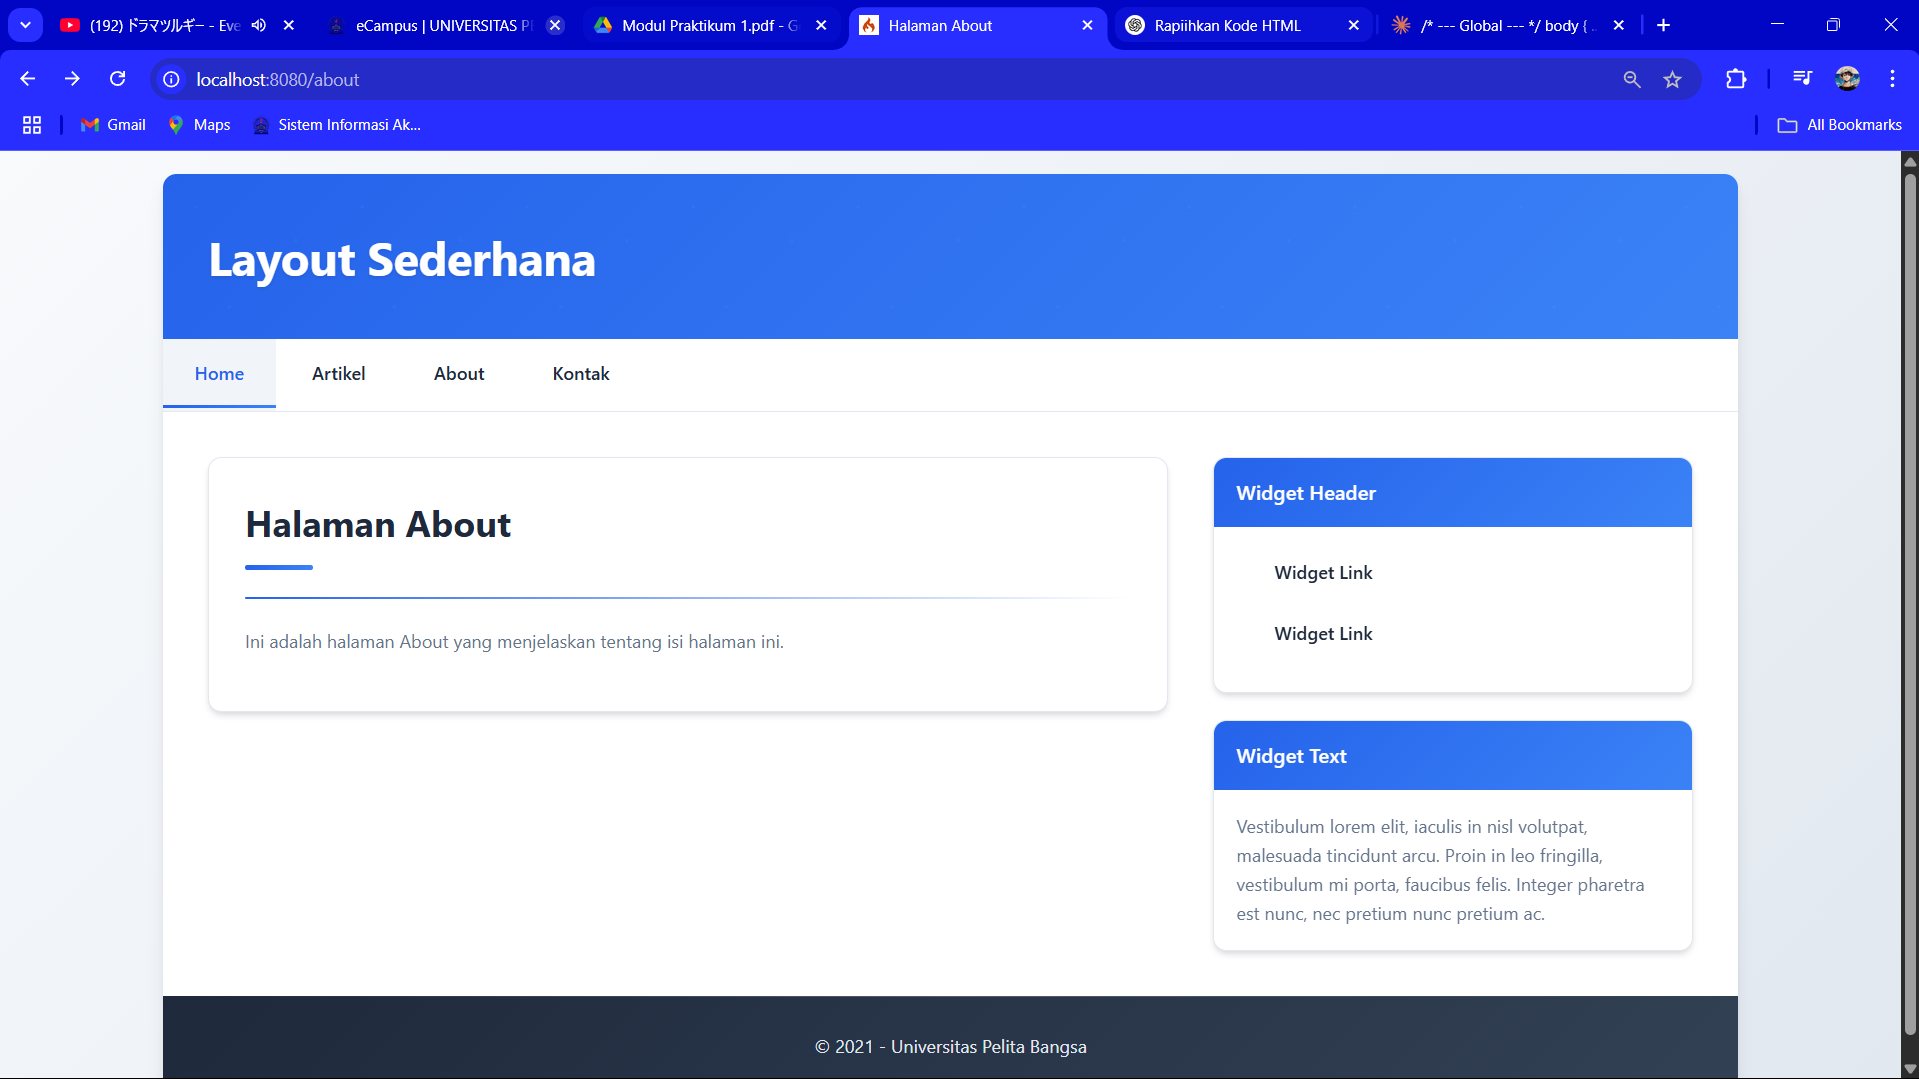 (192) ドラマツルギー - Eve
eCampus | UNIVERSITAS P
Modul Praktikum 1.pdf - G
Halaman About
Rapiihkan Kode HTML
/* --- Global --- */ body { ..
localhost:8080/about
Gmail
Maps
Sistem Informasi Ak...
All Bookmarks
Layout Sederhana
Home
Artikel
About
Kontak
Halaman About
Ini adalah halaman About yang menjelaskan tentang isi halaman ini.
Widget Header
Widget Link
Widget Link
Widget Text
Vestibulum lorem elit, iaculis in nisl volutpat,
malesuada tincidunt arcu. Proin in leo fringilla,
vestibulum mi porta, faucibus felis. Integer pharetra
est nunc, nec pretium nunc pretium ac.
© 2021 - Universitas Pelita Bangsa